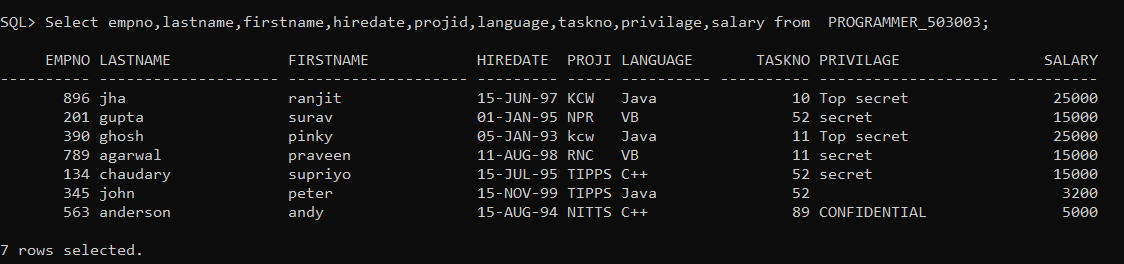 SQL> Select empno,lastname,firstname,hiredate,projid,language,taskno,privilage,salary from  PROGRAMMER_503003;
     EMPNO LASTNAME             FIRSTNAME            HIREDATE  PROJI LANGUAGE       TASKNO PRIVILAGE                SALARY
---------- -------------------- -------------------- --------- ----- ---------- ---------- -------------------- ----------
       896 jha                  ranjit               15-JUN-97 KCW   Java               10 Top secret                25000
       201 gupta                surav                01-JAN-95 NPR   VB                 52 secret                    15000
       390 ghosh                pinky                05-JAN-93 kcw   Java               11 Top secret                25000
       789 agarwal              praveen              11-AUG-98 RNC   VB                 11 secret                    15000
       134 chaudary             supriyo              15-JUL-95 TIPPS C++                52 secret                    15000
       345 john                 peter                15-NOV-99 TIPPS Java               52                            3200
       563 anderson             andy                 15-AUG-94 NITTS C++                89 CONFIDENTIAL               5000
7 rows selected.